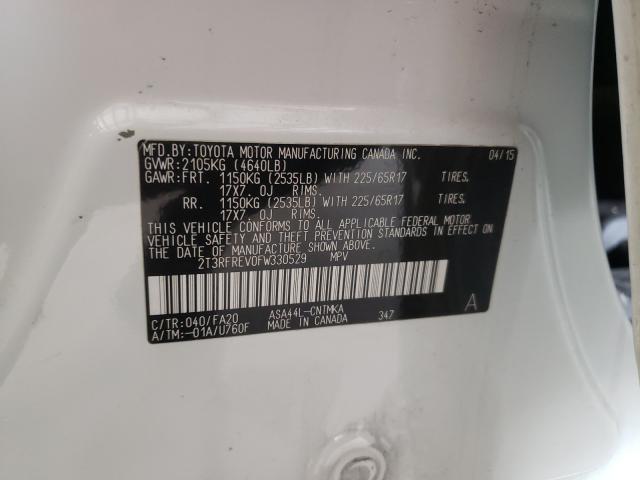 MFD.BY:TOYOTA MOTOR MANUFACTURING CANADA INC. 04/15
GVWR:2105KG (4640LB)
GAWR:FRT. 1150KG (2535LB) WITH 225/65R17 TIRES.
17X7. 0J RIMS.
RR. 1150KG (2535LB) WITH 225/65R17 TIRES.
17X7. 0J RIMS.
THIS VEHICLE CONFORMS TO ALL APPLICABLE FEDERAL MOTOR
VEHICLE SAFETY AND THEFT PREVENTION STANDARDS IN EFFECT ON
THE DATE OF MANUFACTURE SHOWN ABOVE.
2T3RFREV0FW330529 MPV
A
C/TR:040/FA20 ASA44L-CNTMKA 347
A/TM:-01A/U760F MADE IN CANADA